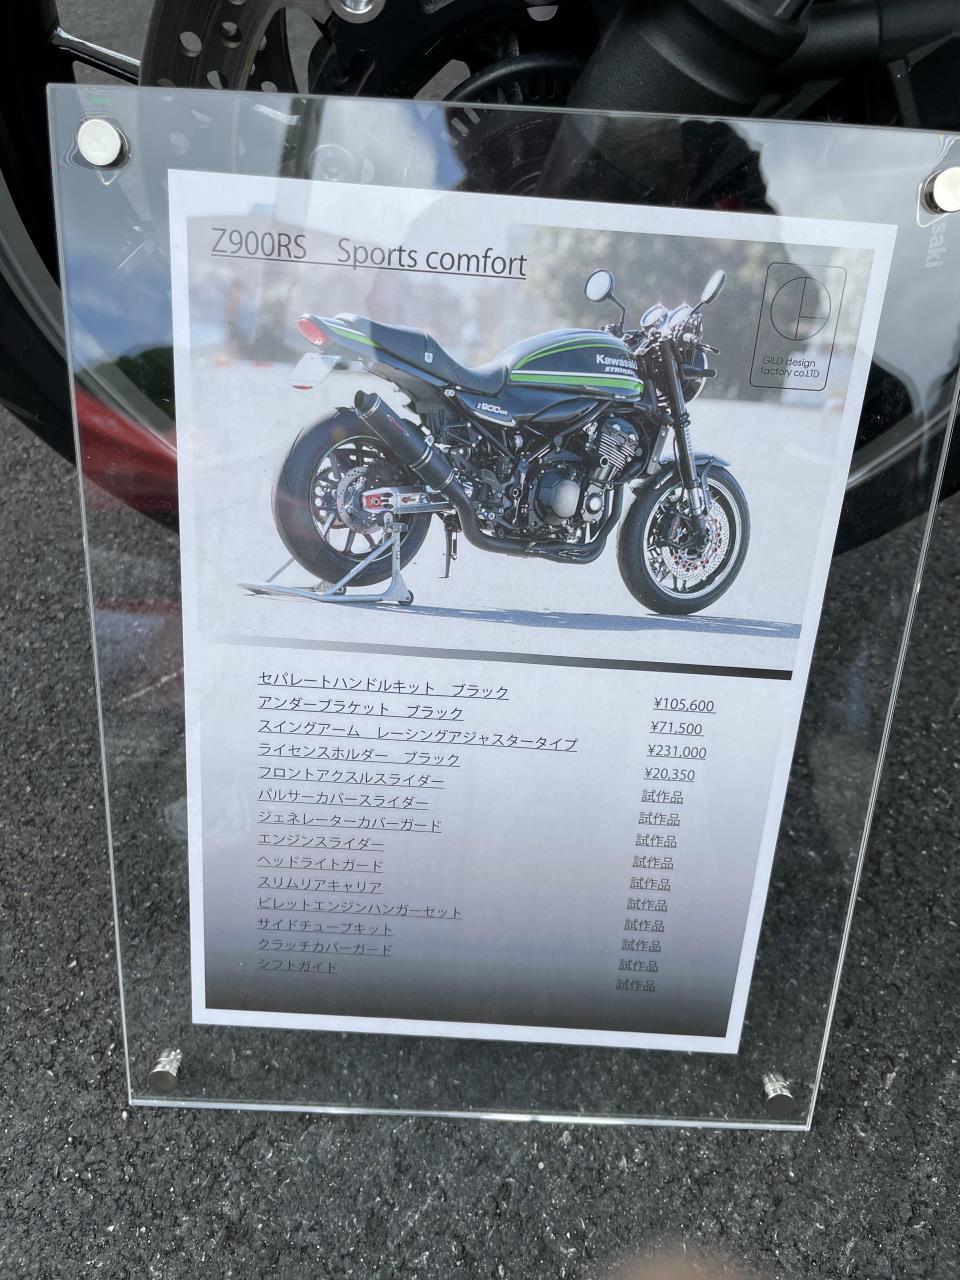 Z900RS Sports comfort
GILD design
factory co.LTD
Kawasaki
セパレートハンドルキット ブラック ¥105,600
アンダーブラケット ブラック ¥71,500
スイングアーム レーシングアジャスタータイプ ¥231,000
ライセンスホルダー ブラック ¥20,350
フロントアクスルスライダー 試作品
パルサーカバースライダー 試作品
ジェネレーターカバーガード 試作品
エンジンスライダー 試作品
ヘッドライトガード 試作品
スリムリアキャリア 試作品
ビレットエンジンハンガーセット 試作品
サイドチューブキット 試作品
クラッチカバーガード 試作品
シフトガイド 試作品